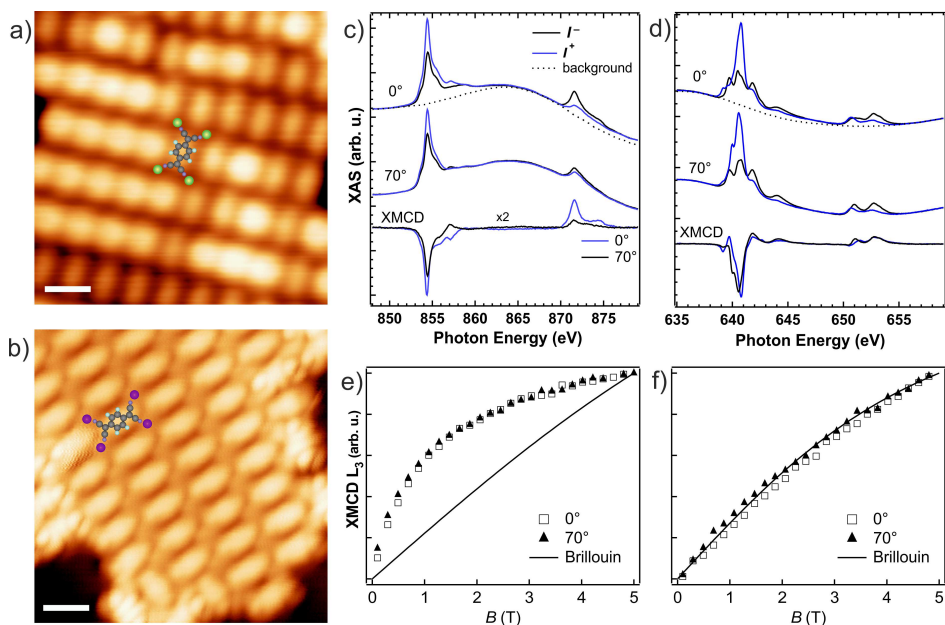 a)
b)
c)
I⁻
I⁺
background
0°
70°
XMCD
x2
0°
70°
XAS (arb. u.)
850 855 860 865 870 875
Photon Energy (eV)
d)
0°
70°
XMCD
635 640 645 650 655
Photon Energy (eV)
e)
XMCD L₃ (arb. u.)
0°
70°
Brillouin
0 1 2 3 4 5
B (T)
f)
0°
70°
Brillouin
0 1 2 3 4 5
B (T)